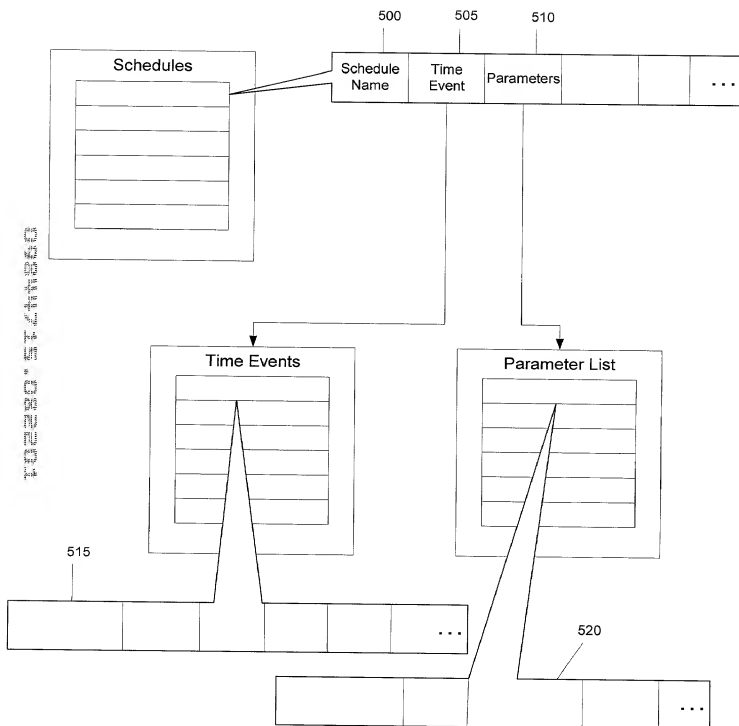 500
505
510
Schedules
Schedule Name
Time Event
Parameters
...
Time Events
Parameter List
515
...
520
...